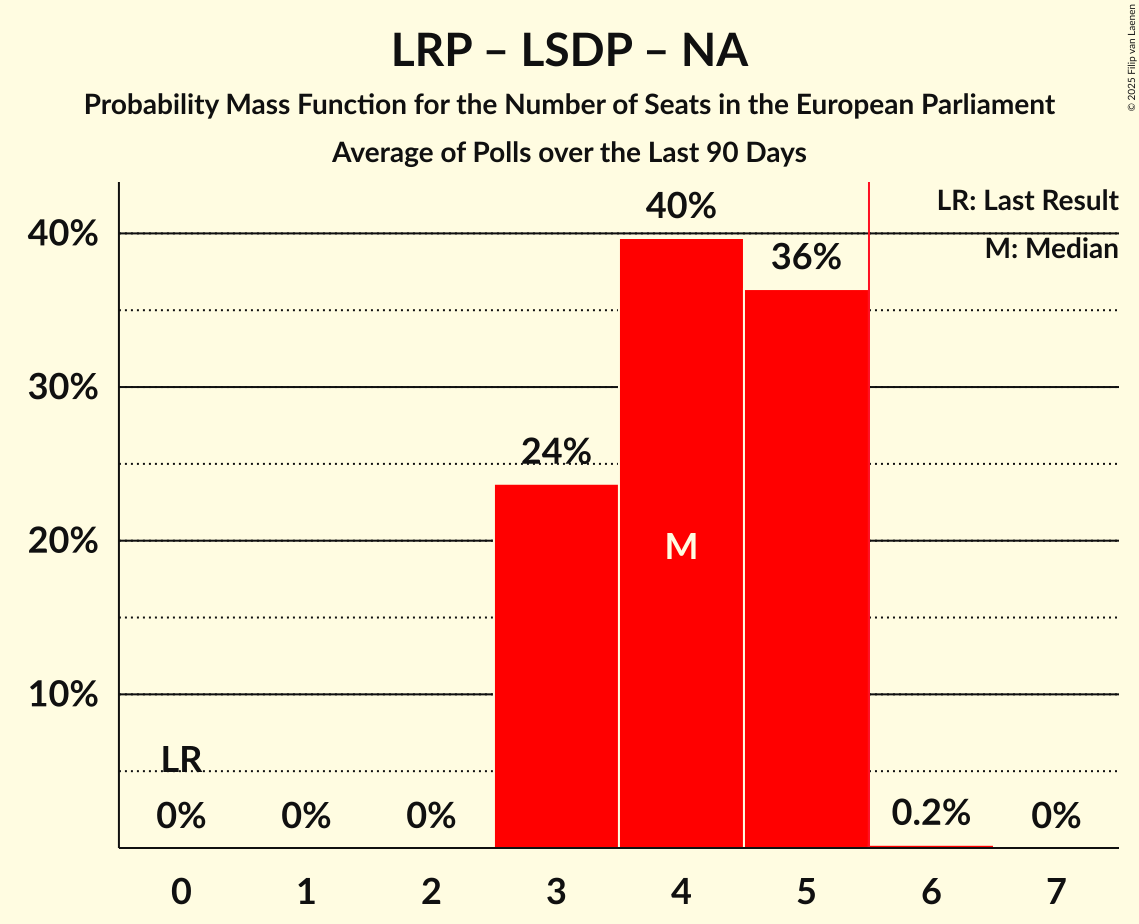 LRP – LSDP – NA
Probability Mass Function for the Number of Seats in the European Parliament
Average of Polls over the Last 90 Days
© 2025 Filip van Laenen
LR: Last Result
M: Median
40%
30%
20%
10%
40%
36%
24%
M
LR
0%
0%
0%
0.2%
0%
0
1
2
3
4
5
6
7